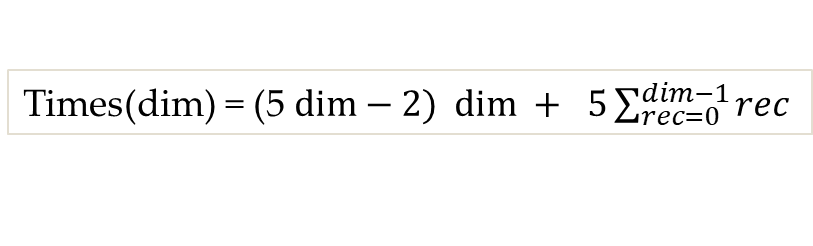 Times(dim) = (5 dim − 2) dim + 5∑_{rec=0}^{dim−1} rec